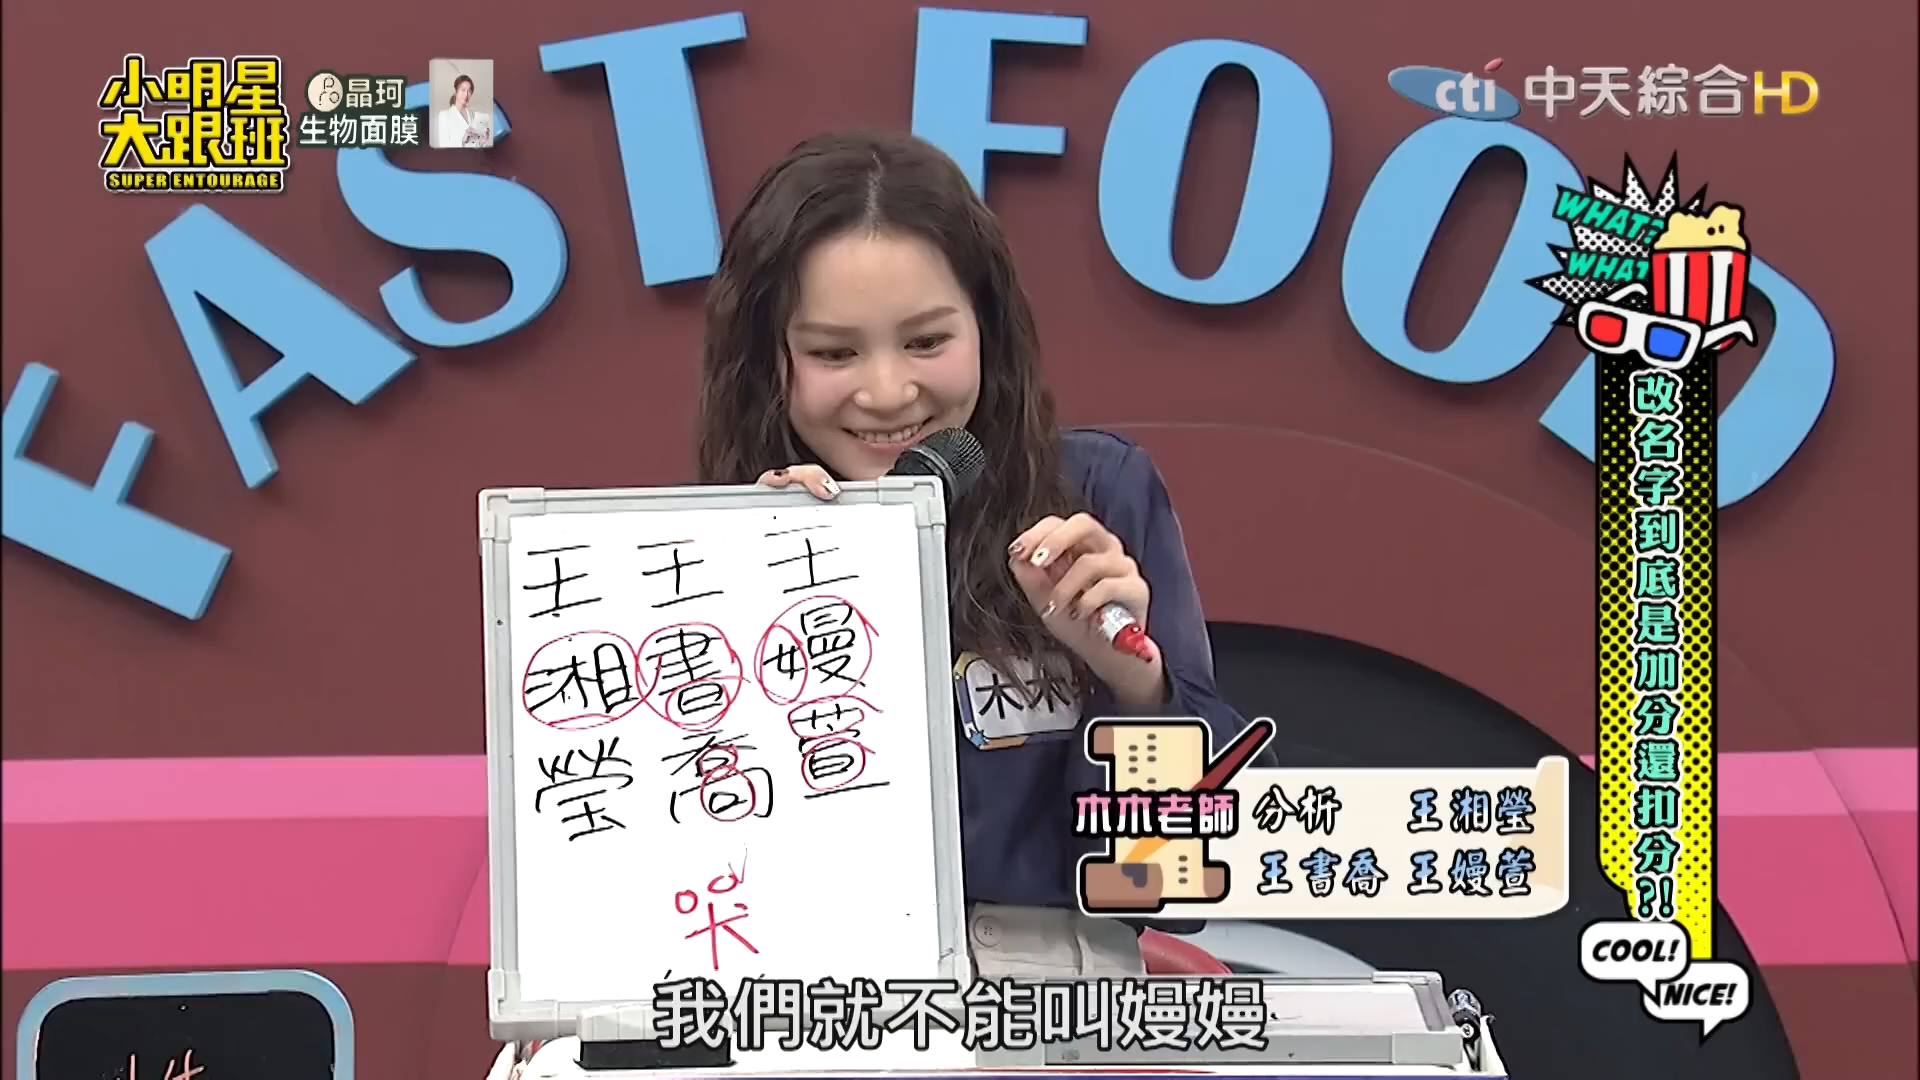 小明星
大跟班
SUPER ENTOURAGE
晶珂
生物面膜
cti 中天綜合HD
FAST FOOD
WHAT?
WHAT
改名字到底是加分還扣分?!
COOL!
NICE!
王湘瑩
王書喬
王嫚萱
哭
木木
木木老師 分析 王湘瑩
王書喬 王嫚萱
我們就不能叫嫚嫚